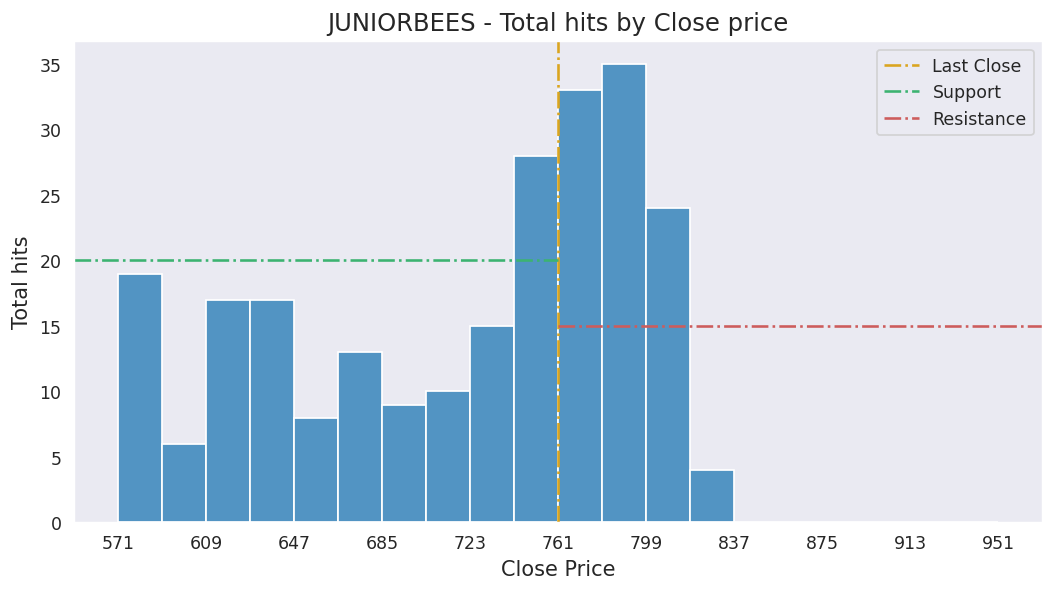 JUNIORBEES - Total hits by Close price
Last Close
Support
Resistance
Total hits
35
30
25
20
15
10
5
0
571 609 647 685 723 761 799 837 875 913 951
Close Price